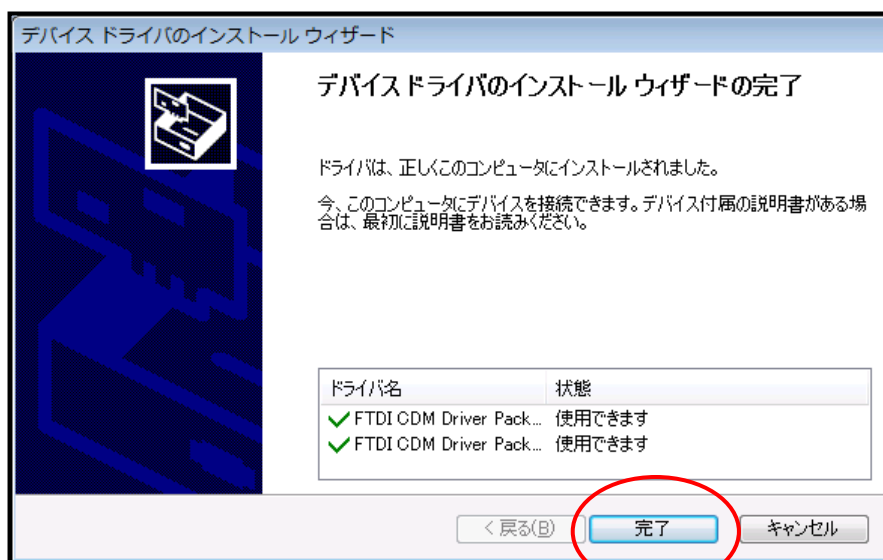 デバイス ドライバのインストール ウィザード
デバイス ドライバのインストール ウィザードの完了
ドライバは、正しくこのコンピュータにインストールされました。
今、このコンピュータにデバイスを接続できます。デバイス付属の説明書がある場
合は、最初に説明書をお読みください。
ドライバ名 状態
FTDI CDM Driver Pack... 使用できます
FTDI CDM Driver Pack... 使用できます
< 戻る(B) 完了 キャンセル